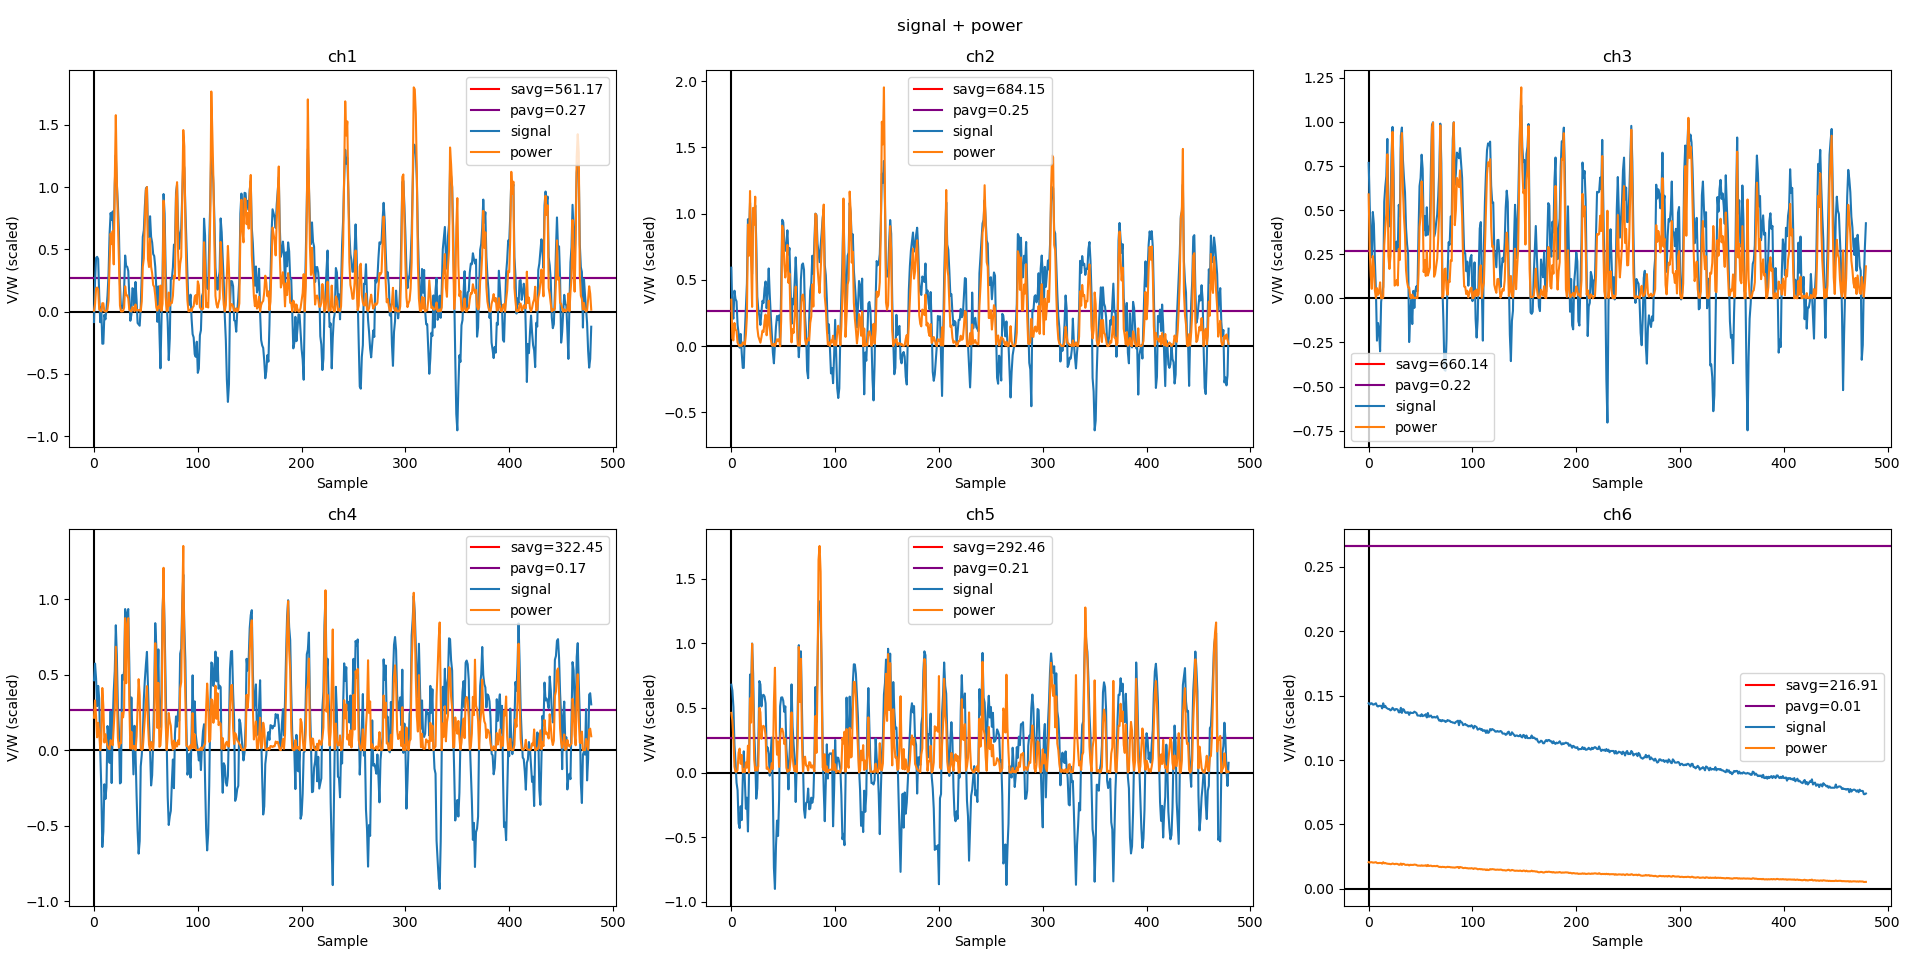 signal + power
ch1
V/W (scaled)
1.5
1.0
0.5
0.0
−0.5
−1.0
0 100 200 300 400 500
Sample
savg=561.17
pavg=0.27
signal
power
ch2
V/W (scaled)
2.0
1.5
1.0
0.5
0.0
−0.5
0 100 200 300 400 500
Sample
savg=684.15
pavg=0.25
signal
power
ch3
V/W (scaled)
1.25
1.00
0.75
0.50
0.25
0.00
−0.25
−0.50
−0.75
0 100 200 300 400 500
Sample
savg=660.14
pavg=0.22
signal
power
ch4
V/W (scaled)
1.0
0.5
0.0
−0.5
−1.0
0 100 200 300 400 500
Sample
savg=322.45
pavg=0.17
signal
power
ch5
V/W (scaled)
1.5
1.0
0.5
0.0
−0.5
−1.0
0 100 200 300 400 500
Sample
savg=292.46
pavg=0.21
signal
power
ch6
V/W (scaled)
0.25
0.20
0.15
0.10
0.05
0.00
0 100 200 300 400 500
Sample
savg=216.91
pavg=0.01
signal
power